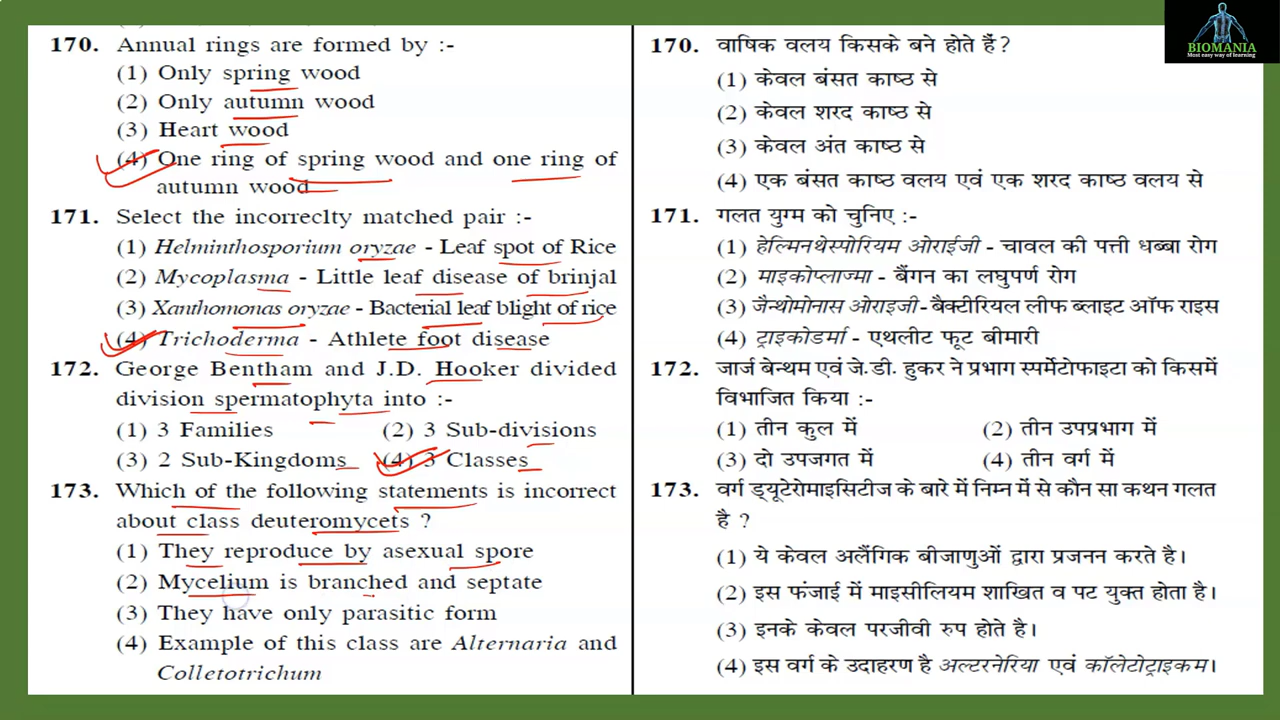 170. Annual rings are formed by :-
(1) Only spring wood
(2) Only autumn wood
(3) Heart wood
(4) One ring of spring wood and one ring of
autumn wood
171. Select the incorreclty matched pair :-
(1) Helminthosporium oryzae - Leaf spot of Rice
(2) Mycoplasma - Little leaf disease of brinjal
(3) Xanthomonas oryzae - Bacterial leaf blight of rice
(4) Trichoderma - Athlete foot disease
172. George Bentham and J.D. Hooker divided
division spermatophyta into :-
(1) 3 Families (2) 3 Sub-divisions
(3) 2 Sub-Kingdoms (4) 3 Classes
173. Which of the following statements is incorrect
about class deuteromycets ?
(1) They reproduce by asexual spore
(2) Mycelium is branched and septate
(3) They have only parasitic form
(4) Example of this class are Alternaria and
Colletotrichum
170. वार्षिक वलय किसके बने होते हैं?
(1) केवल बंसत काष्ठ से
(2) केवल शरद काष्ठ से
(3) केवल अंत काष्ठ से
(4) एक बंसत काष्ठ वलय एवं एक शरद काष्ठ वलय से
171. गलत युग्म को चुनिए :-
(1) हेल्मिनथेस्पोरियम ओराईजी - चावल की पत्ती धब्बा रोग
(2) माइकोप्लाज्मा - बैंगन का लघुपर्ण रोग
(3) जैन्थोमोनास ओराइजी - बैक्टीरियल लीफ ब्लाइट ऑफ राइस
(4) ट्राइकोडर्मा - एथलीट फूट बीमारी
172. जार्ज बेन्थम एवं जे.डी. हुकर ने प्रभाग स्पर्मेटोफाइटा को किसमें
विभाजित किया :-
(1) तीन कुल में (2) तीन उपप्रभाग में
(3) दो उपजगत में (4) तीन वर्ग में
173. वर्ग ड्यूटेरोमाइसिटीज के बारे में निम्न में से कौन सा कथन गलत
है ?
(1) ये केवल अलैंगिक बीजाणुओं द्वारा प्रजनन करते है।
(2) इस फंजाई में माइसीलियम शाखित व पट युक्त होता है।
(3) इनके केवल परजीवी रुप होते है।
(4) इस वर्ग के उदाहरण है अल्टरनेरिया एवं कॉलेटोट्राइकम।
BIOMANIA
Most easy way of learning